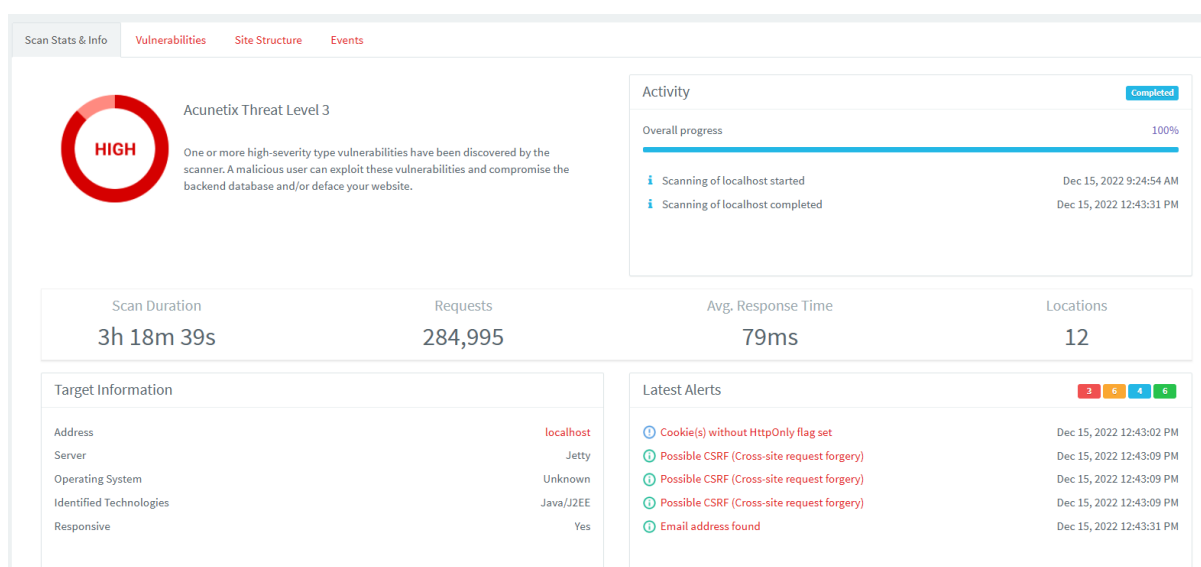 Scan Stats & Info Vulnerabilities Site Structure Events
HIGH
Acunetix Threat Level 3
One or more high-severity type vulnerabilities have been discovered by the
scanner. A malicious user can exploit these vulnerabilities and compromise the
backend database and/or deface your website.
Activity Completed
Overall progress 100%
Scanning of localhost started Dec 15, 2022 9:24:54 AM
Scanning of localhost completed Dec 15, 2022 12:43:31 PM
Scan Duration Requests Avg. Response Time Locations
3h 18m 39s 284,995 79ms 12
Target Information
Address localhost
Server Jetty
Operating System Unknown
Identified Technologies Java/J2EE
Responsive Yes
Latest Alerts 3 6 4 6
Cookie(s) without HttpOnly flag set Dec 15, 2022 12:43:02 PM
Possible CSRF (Cross-site request forgery) Dec 15, 2022 12:43:09 PM
Possible CSRF (Cross-site request forgery) Dec 15, 2022 12:43:09 PM
Possible CSRF (Cross-site request forgery) Dec 15, 2022 12:43:09 PM
Email address found Dec 15, 2022 12:43:31 PM